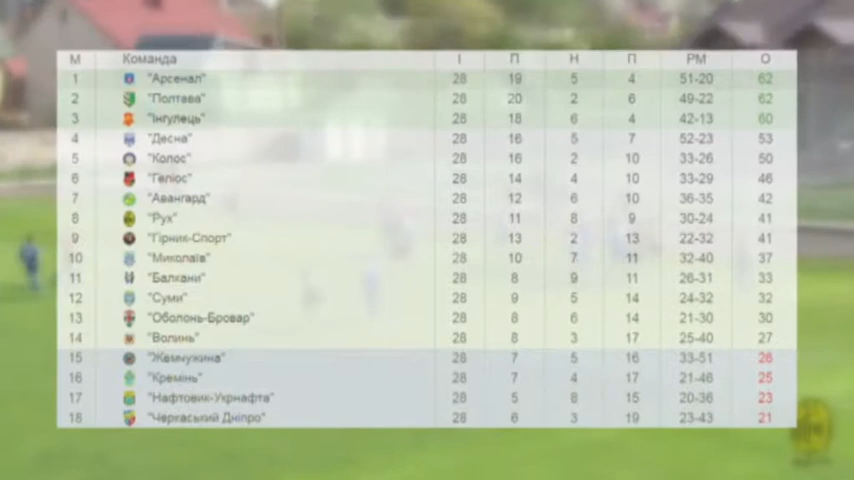 М Команда І П Н П РМ О
1 "Арсенал" 28 19 5 4 51-20 62
2 "Полтава" 28 20 2 6 49-22 62
3 "Інгулець" 28 18 6 4 42-13 60
4 "Десна" 28 16 5 7 52-23 53
5 "Колос" 28 16 2 10 33-26 50
6 "Геліос" 28 14 4 10 33-29 46
7 "Авангард" 28 12 6 10 36-35 42
8 "Рух" 28 11 8 9 30-24 41
9 "Гірник-Спорт" 28 13 2 13 22-32 41
10 "Миколаїв" 28 10 7 11 32-40 37
11 "Балкани" 28 8 9 11 26-31 33
12 "Суми" 28 9 5 14 24-32 32
13 "Оболонь-Бровар" 28 8 6 14 21-30 30
14 "Волинь" 28 8 3 17 25-40 27
15 "Жемчужина" 28 7 5 16 33-51 26
16 "Кремінь" 28 7 4 17 21-46 25
17 "Нафтовик-Укрнафта" 28 5 8 15 20-36 23
18 "Черкаський Дніпро" 28 6 3 19 23-43 21